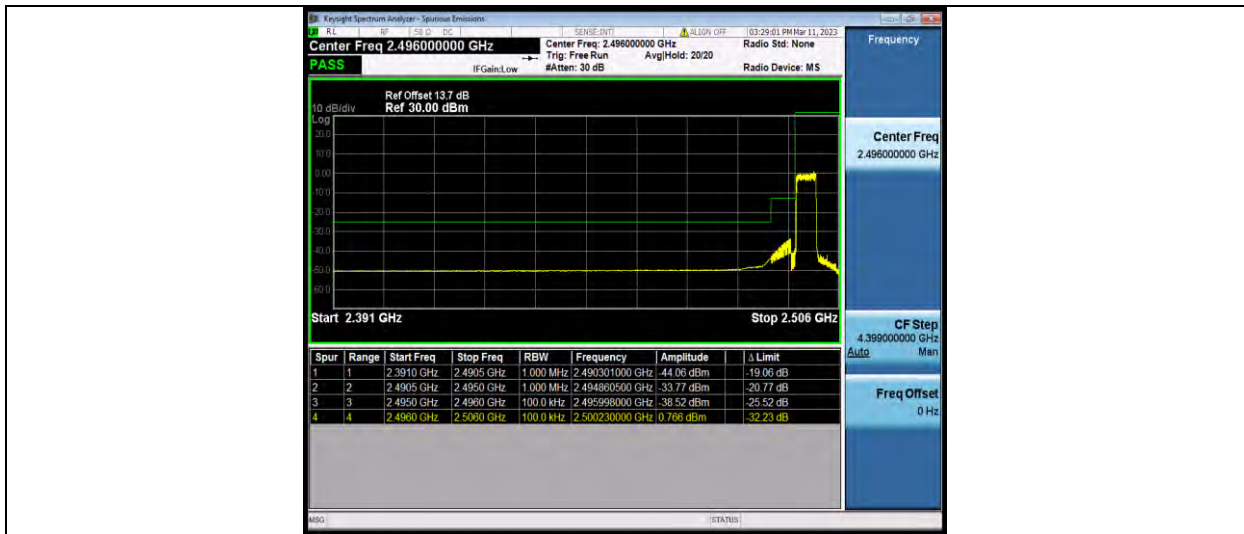 Keysight Spectrum Analyzer - Spurious Emissions
RL RF 50 Ω DC SENSE:INT ALIGN OFF 03:29:01 PM Mar 11, 2023
Center Freq 2.496000000 GHz Center Freq: 2.496000000 GHz Radio Std: None
Trig: Free Run Avg|Hold: 20/20
PASS IFGain:Low #Atten: 30 dB Radio Device: MS
Frequency
Ref Offset 13.7 dB
10 dB/div Ref 30.00 dBm
Log
20.0
10.0
0.00
-10.0
-20.0
-30.0
-40.0
-50.0
-60.0
Start 2.391 GHz Stop 2.506 GHz
Spur Range Start Freq Stop Freq RBW Frequency Amplitude Δ Limit
1 1 2.3910 GHz 2.4905 GHz 1.000 MHz 2.490301000 GHz -44.06 dBm -19.06 dB
2 2 2.4905 GHz 2.4950 GHz 1.000 MHz 2.494860500 GHz -33.77 dBm -20.77 dB
3 3 2.4950 GHz 2.4960 GHz 100.0 kHz 2.495998000 GHz -38.52 dBm -25.52 dB
4 4 2.4960 GHz 2.5060 GHz 100.0 kHz 2.500230000 GHz 0.766 dBm -32.23 dB
Center Freq
2.496000000 GHz
CF Step
4.399000000 GHz
Auto Man
Freq Offset
0 Hz
MSG STATUS